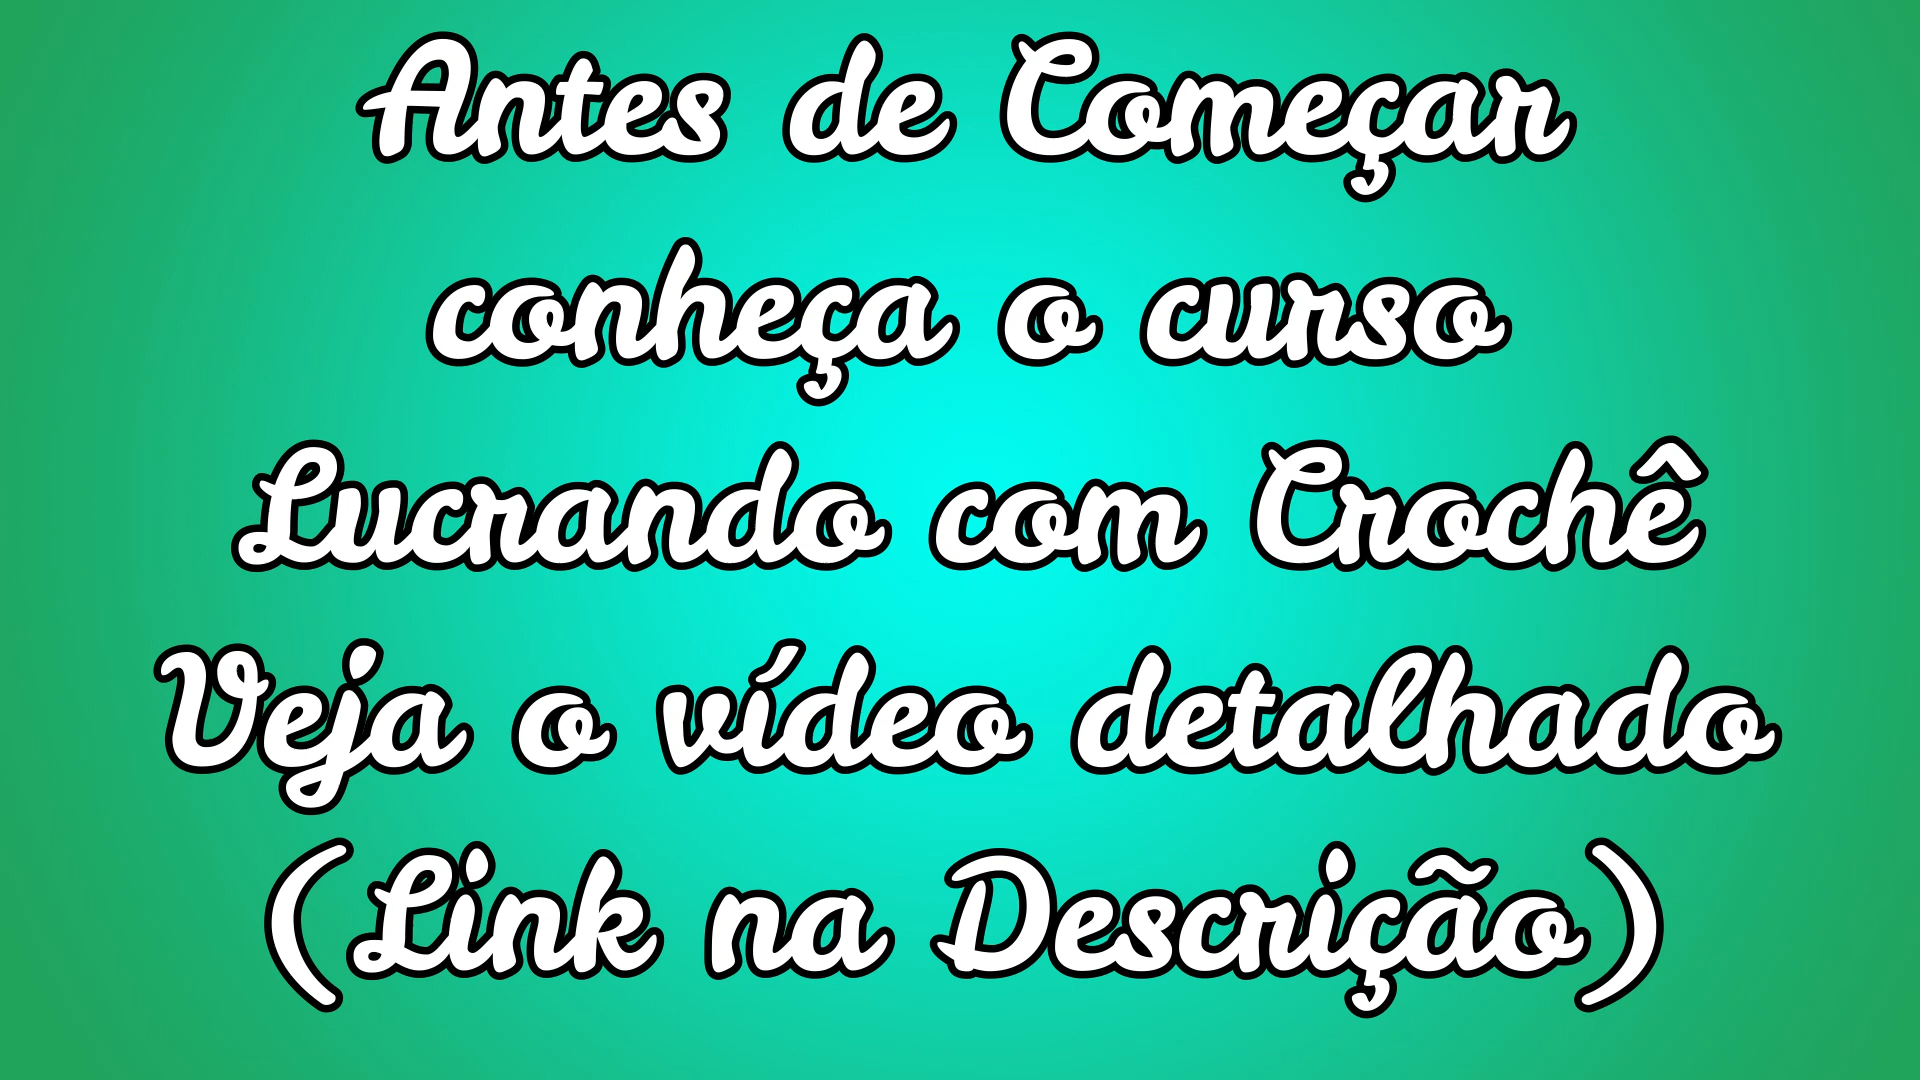 Antes de Começar
conheça o curso
Lucrando com Crochê
Veja o vídeo detalhado
(Link na Descrição)